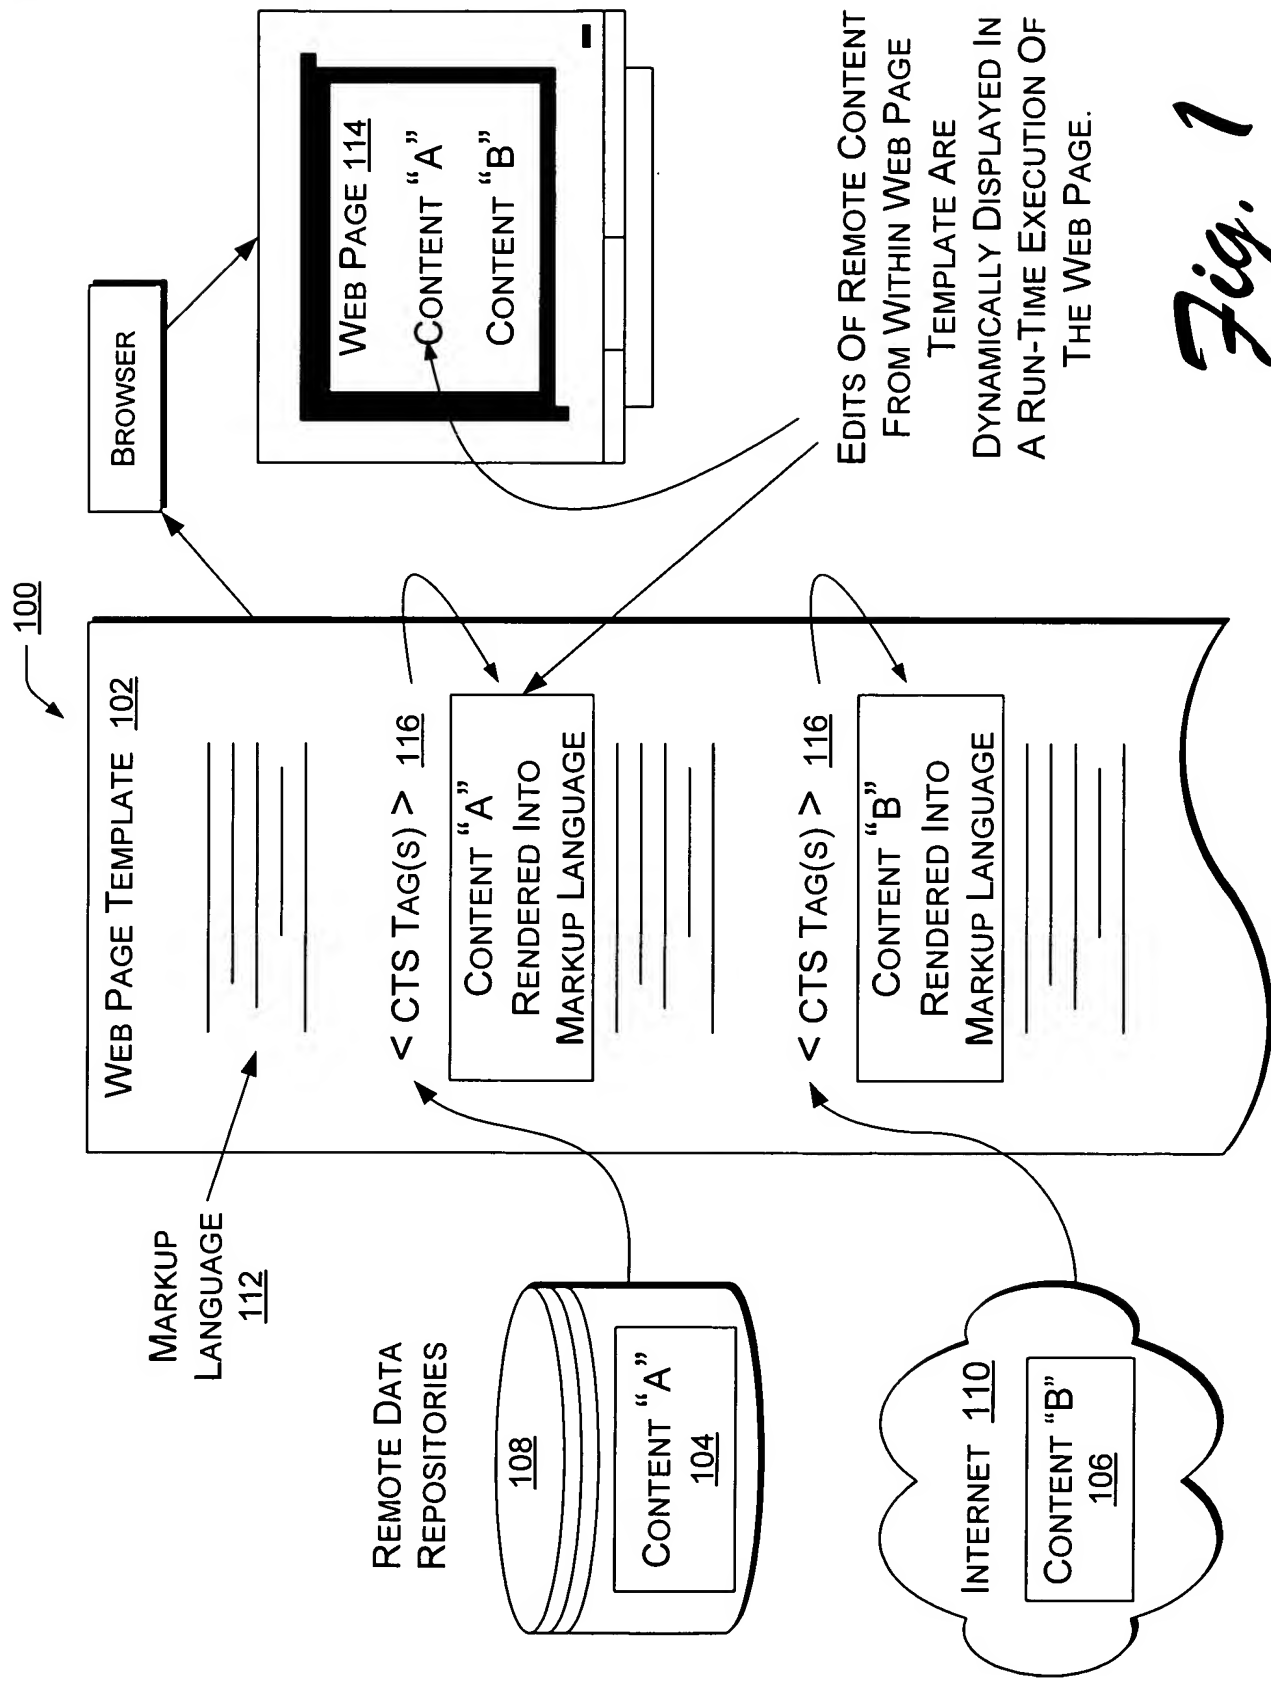 100
WEB PAGE TEMPLATE 102
MARKUP
LANGUAGE
112
REMOTE DATA
REPOSITORIES
108
CONTENT “A”
104
< CTS TAG(S) > 116
CONTENT “A”
RENDERED INTO
MARKUP LANGUAGE
INTERNET 110
CONTENT “B”
106
< CTS TAG(S) > 116
CONTENT “B”
RENDERED INTO
MARKUP LANGUAGE
BROWSER
WEB PAGE 114
CONTENT “A”
CONTENT “B”
EDITS OF REMOTE CONTENT
FROM WITHIN WEB PAGE
TEMPLATE ARE
DYNAMICALLY DISPLAYED IN
A RUN-TIME EXECUTION OF
THE WEB PAGE.
Fig. 1